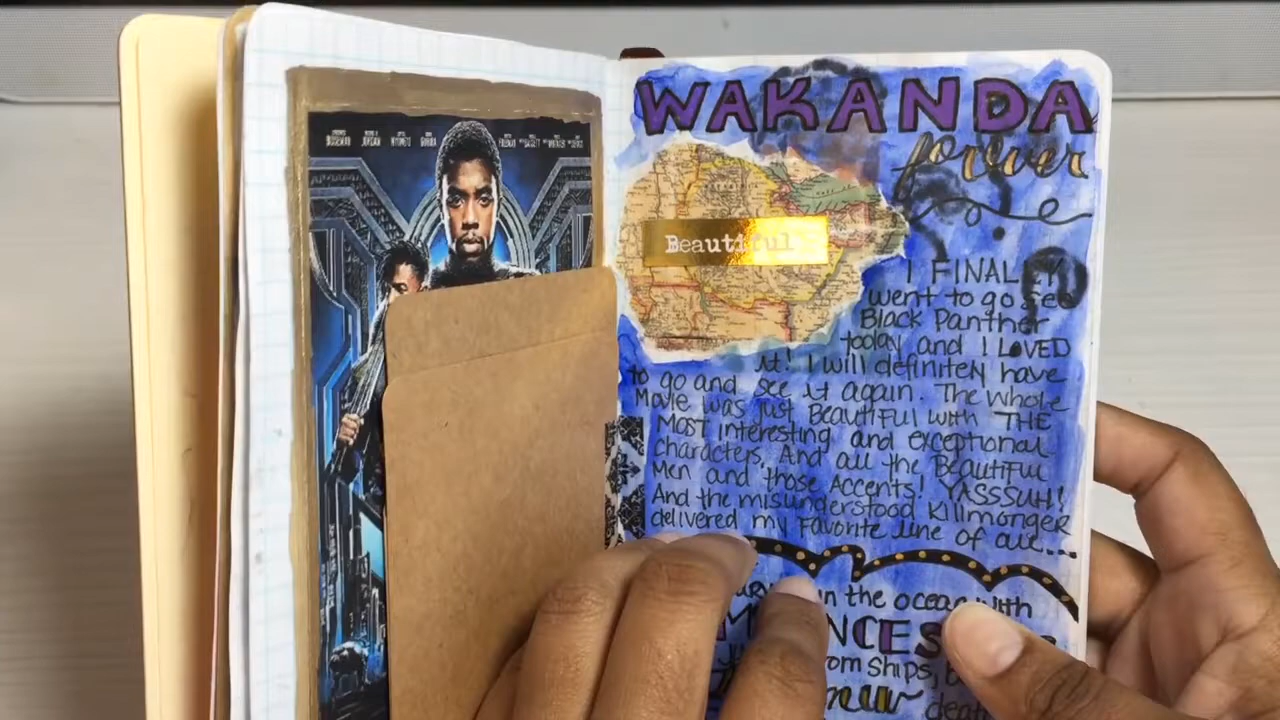 WAKANDA
forever
Beautiful
I FINALLY
went to go see
Black Panther
today and I LOVED
it! I will definitely have
to go and see it again. The whole
Movie was just Beautiful with THE
MOST interesting and exceptional
characters. And all the Beautiful
Men and those Accents! YASSSUH!
And the misunderstood Killmonger
delivered my Favorite line of all...
in the ocean with
from ships,